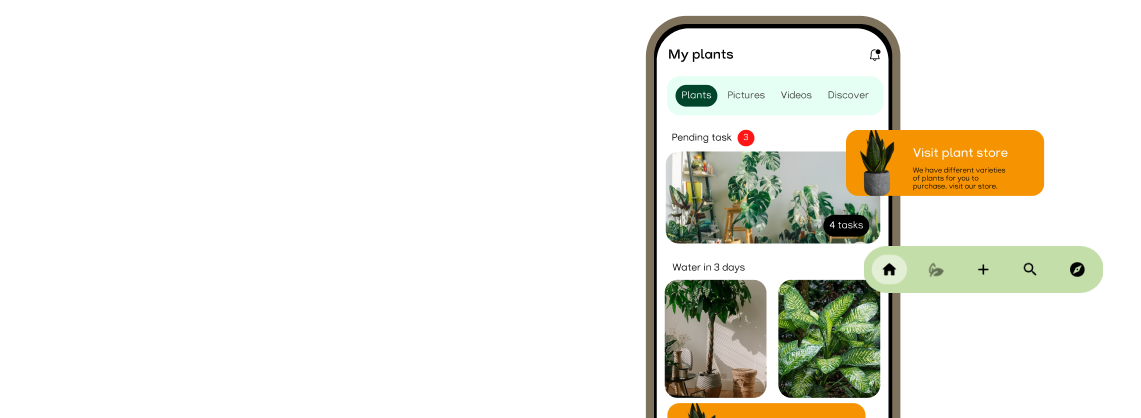 My plants
Plants Pictures Videos Discover
Pending task 3
Visit plant store
We have different varieties
of plants for you to
purchase, visit our store.
4 tasks
Water in 3 days